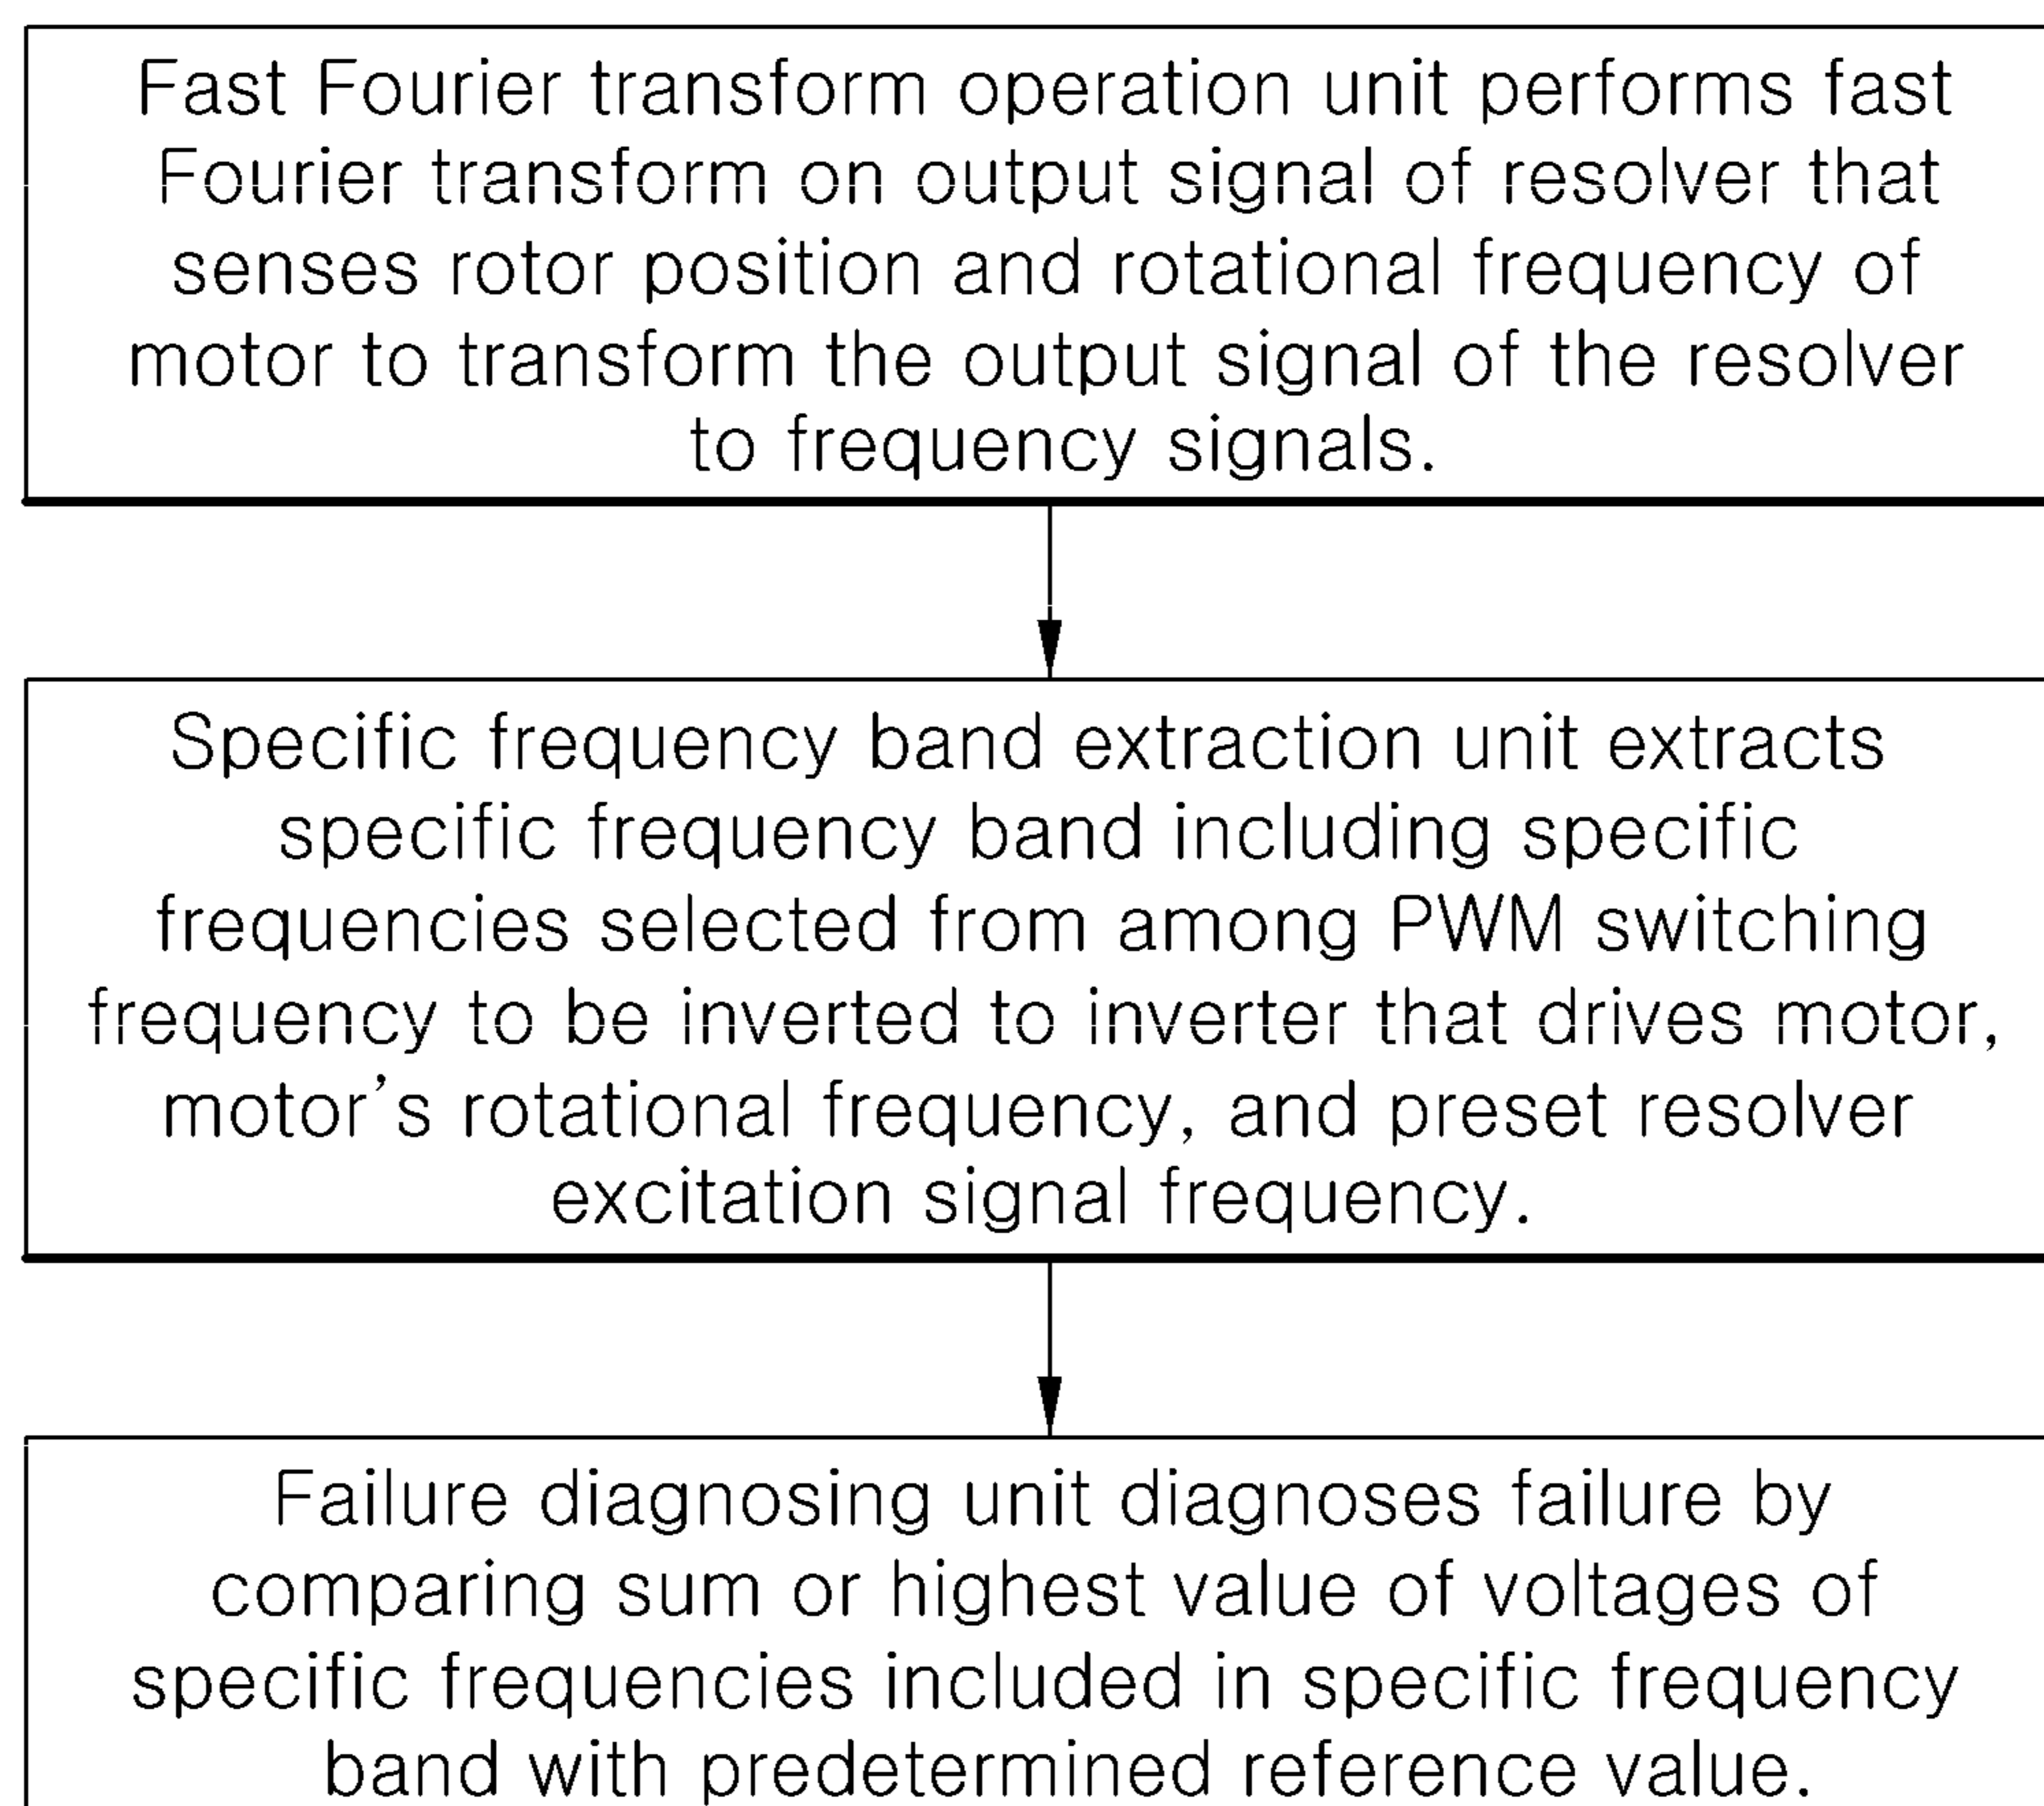 Fast Fourier transform operation unit performs fast
Fourier transform on output signal of resolver that
senses rotor position and rotational frequency of
motor to transform the output signal of the resolver
to frequency signals.
Specific frequency band extraction unit extracts
specific frequency band including specific
frequencies selected from among PWM switching
frequency to be inverted to inverter that drives motor,
motor's rotational frequency, and preset resolver
excitation signal frequency.
Failure diagnosing unit diagnoses failure by
comparing sum or highest value of voltages of
specific frequencies included in specific frequency
band with predetermined reference value.